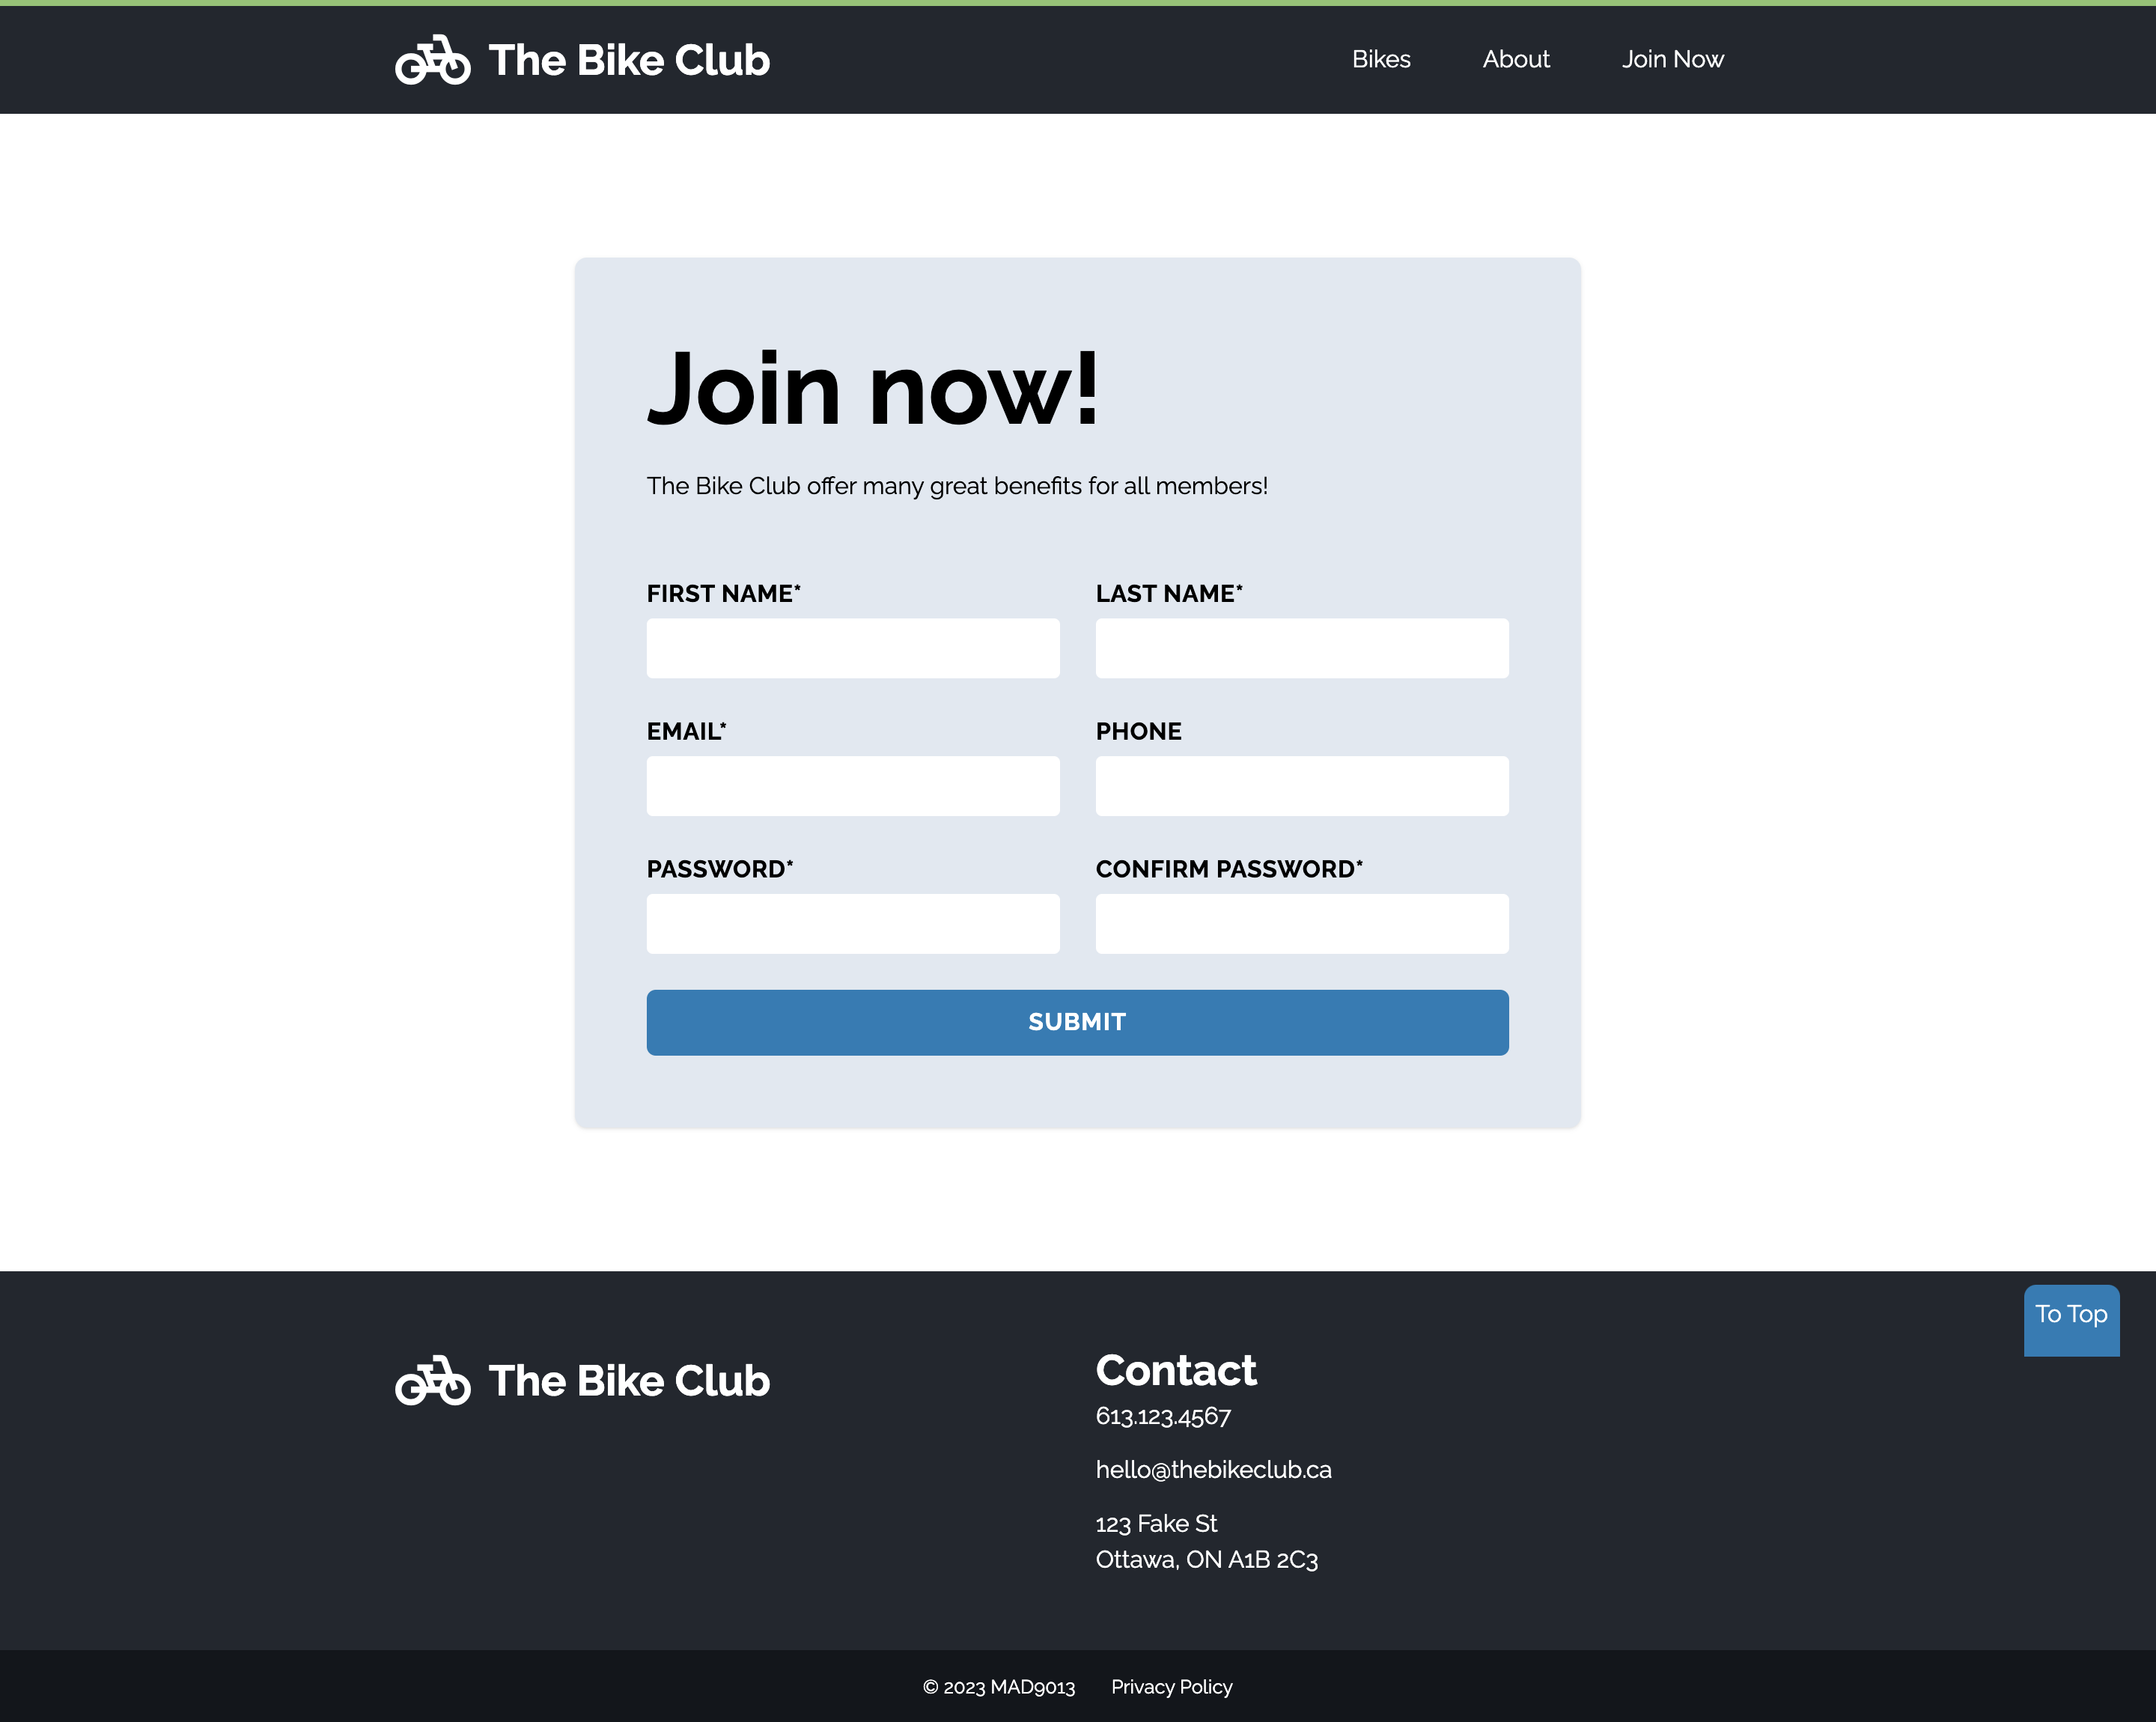 The Bike Club
Bikes
About
Join Now
Join now!
The Bike Club offer many great benefits for all members!
FIRST NAME*
LAST NAME*
EMAIL*
PHONE
PASSWORD*
CONFIRM PASSWORD*
SUBMIT
To Top
The Bike Club
Contact
613.123.4567
hello@thebikeclub.ca
123 Fake St
Ottawa, ON A1B 2C3
© 2023 MAD9013
Privacy Policy